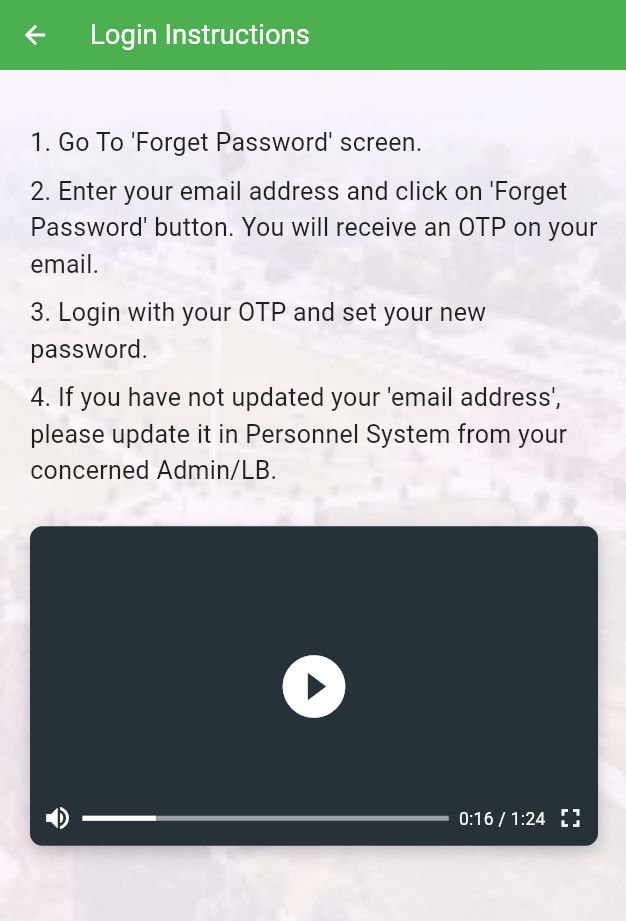 Login Instructions
1. Go To 'Forget Password' screen.
2. Enter your email address and click on 'Forget
Password' button. You will receive an OTP on your
email.
3. Login with your OTP and set your new
password.
4. If you have not updated your 'email address',
please update it in Personnel System from your
concerned Admin/LB.
0:16 / 1:24